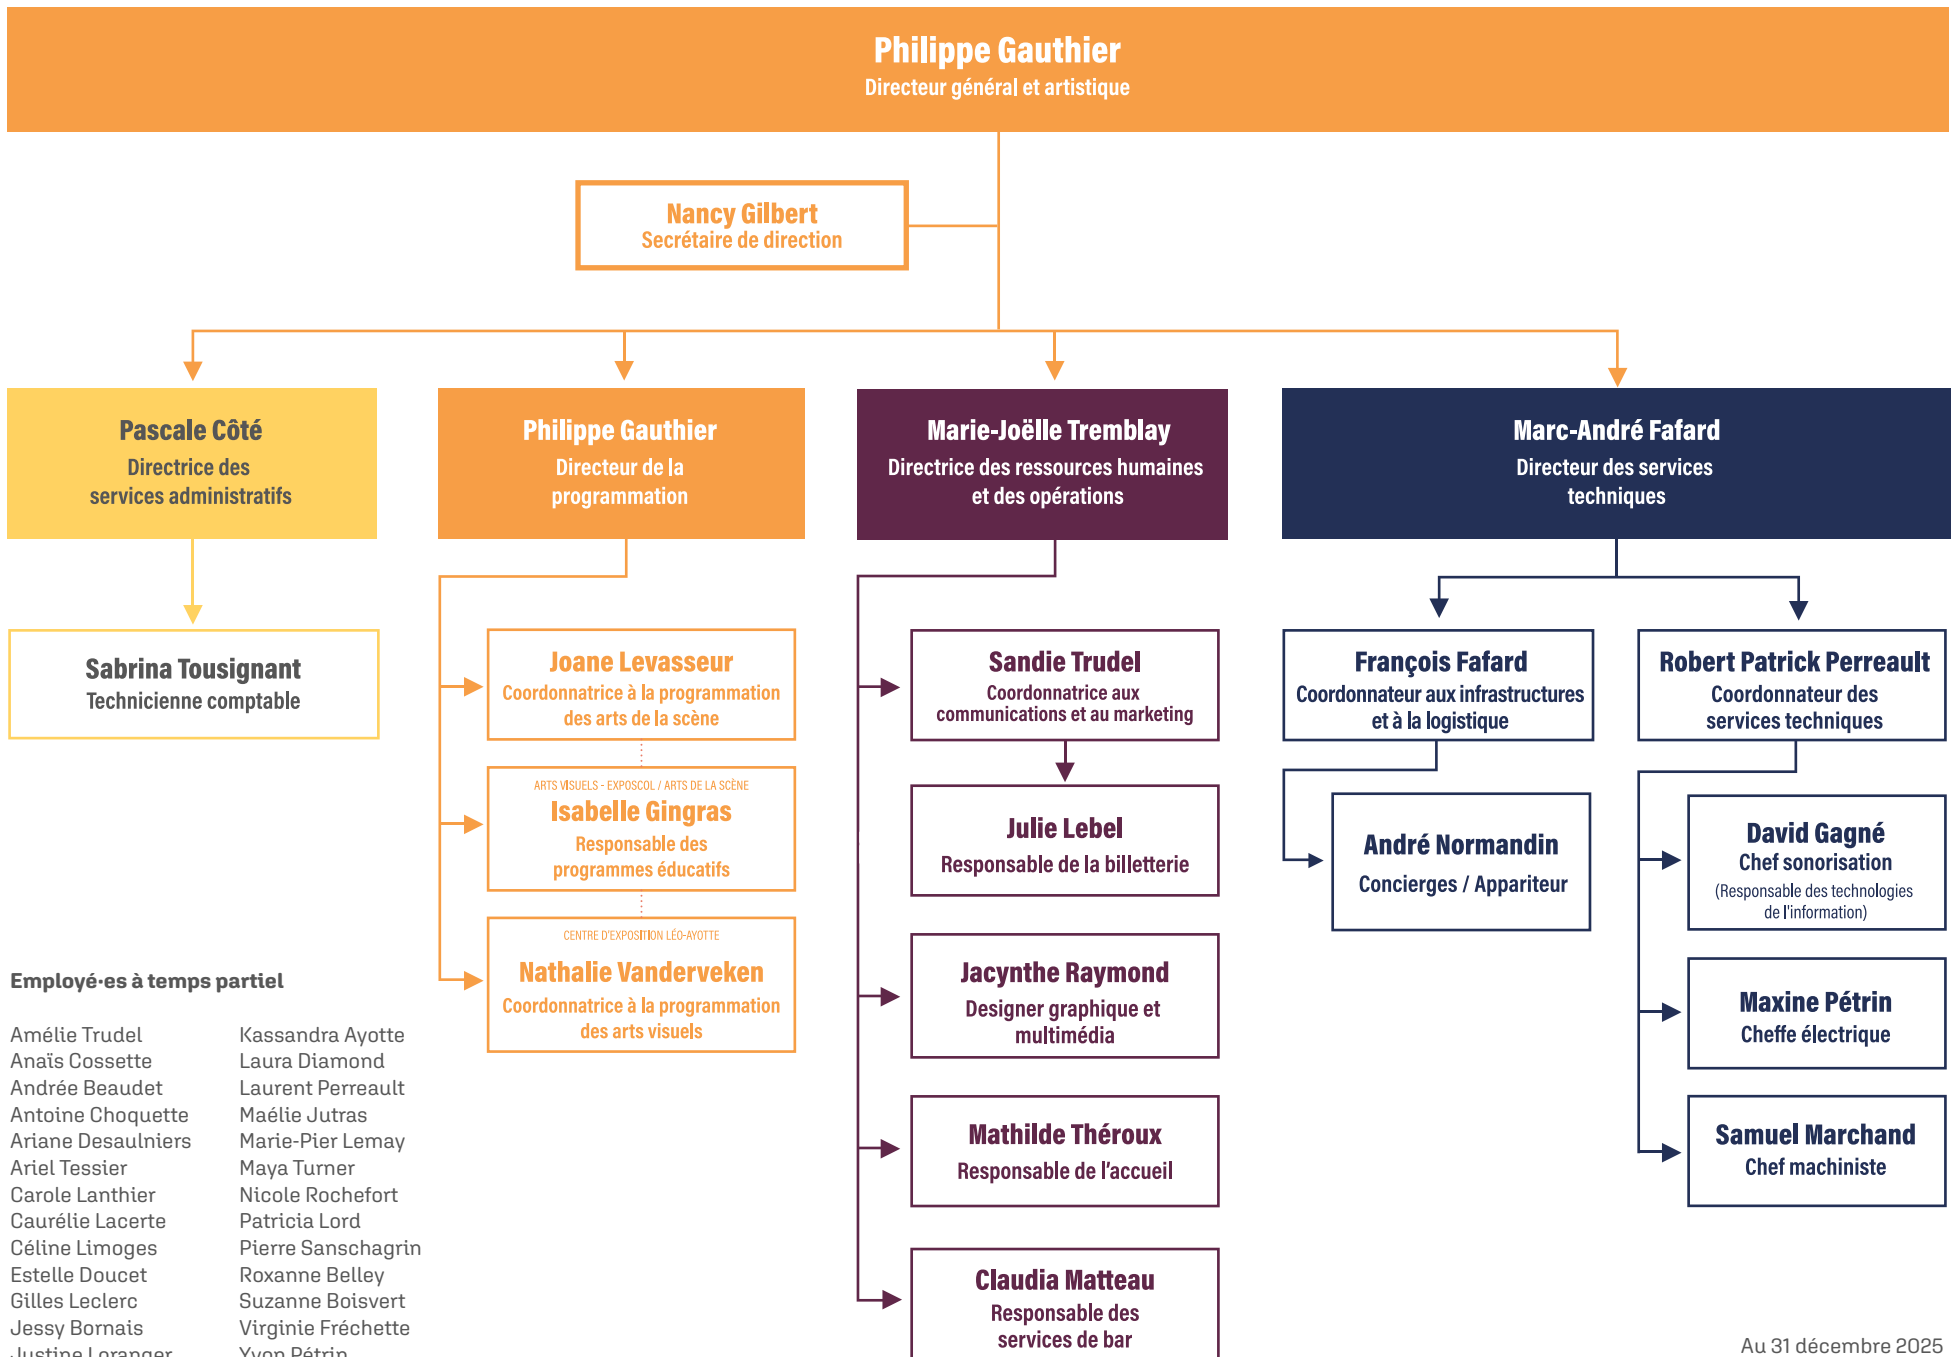 Philippe Gauthier
Directeur général et artistique
Nancy Gilbert
Secrétaire de direction
Pascale Côté
Directrice des
services administratifs
Philippe Gauthier
Directeur de la
programmation
Marie-Joëlle Tremblay
Directrice des ressources humaines
et des opérations
Marc-André Fafard
Directeur des services
techniques
Sabrina Tousignant
Technicienne comptable
Joane Levasseur
Coordonnatrice à la programmation
des arts de la scène
ARTS VISUELS - EXPOSCOL / ARTS DE LA SCÈNE
Isabelle Gingras
Responsable des
programmes éducatifs
CENTRE D'EXPOSITION LÉO-AYOTTE
Nathalie Vanderveken
Coordonnatrice à la programmation
des arts visuels
Sandie Trudel
Coordonnatrice aux
communications et au marketing
Julie Lebel
Responsable de la billetterie
Jacynthe Raymond
Designer graphique et
multimédia
Mathilde Théroux
Responsable de l'accueil
Claudia Matteau
Responsable des
services de bar
François Fafard
Coordonnateur aux infrastructures
et à la logistique
André Normandin
Concierges / Appariteur
Robert Patrick Perreault
Coordonnateur des
services techniques
David Gagné
Chef sonorisation
(Responsable des technologies
de l'information)
Maxine Pétrin
Cheffe électrique
Samuel Marchand
Chef machiniste
Employé·es à temps partiel
Amélie Trudel
Anaïs Cossette
Andrée Beaudet
Antoine Choquette
Ariane Desaulniers
Ariel Tessier
Carole Lanthier
Caurélie Lacerte
Céline Limoges
Estelle Doucet
Gilles Leclerc
Jessy Bornais
Justine Loranger
Kassandra Ayotte
Laura Diamond
Laurent Perreault
Maélie Jutras
Marie-Pier Lemay
Maya Turner
Nicole Rochefort
Patricia Lord
Pierre Sanschagrin
Roxanne Belley
Suzanne Boisvert
Virginie Fréchette
Yvon Pétrin
Au 31 décembre 2025